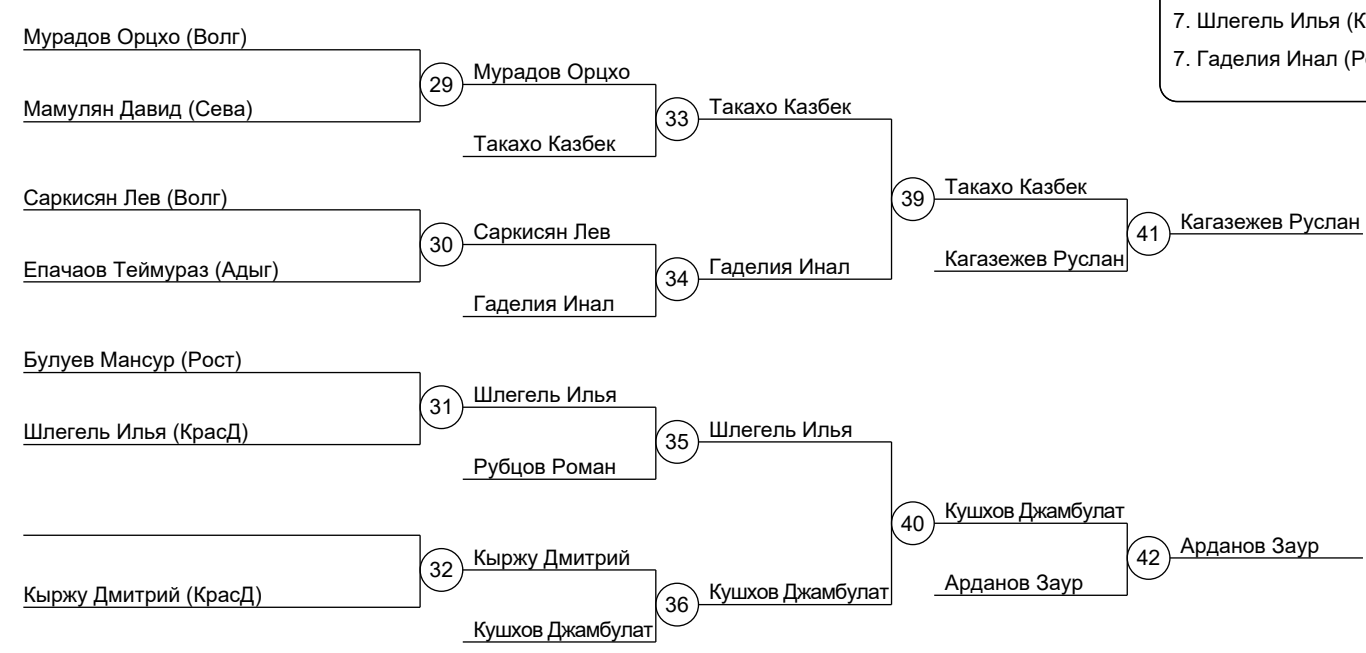 7. Шлегель Илья (К
7. Гаделия Инал (Р
Мурадов Орцхо (Волг)
29
Мурадов Орцхо
Мамулян Давид (Сева)
33
Такахо Казбек
Такахо Казбек
39
Такахо Казбек
Саркисян Лев (Волг)
41
Кагазежев Руслан
30
Саркисян Лев
Кагазежев Руслан
Епачаов Теймураз (Адыг)
34
Гаделия Инал
Гаделия Инал
Булуев Мансур (Рост)
31
Шлегель Илья
Шлегель Илья (КрасД)
35
Шлегель Илья
Рубцов Роман
40
Кушхов Джамбулат
42
Арданов Заур
32
Кыржу Дмитрий
Арданов Заур
Кыржу Дмитрий (КрасД)
36
Кушхов Джамбулат
Кушхов Джамбулат